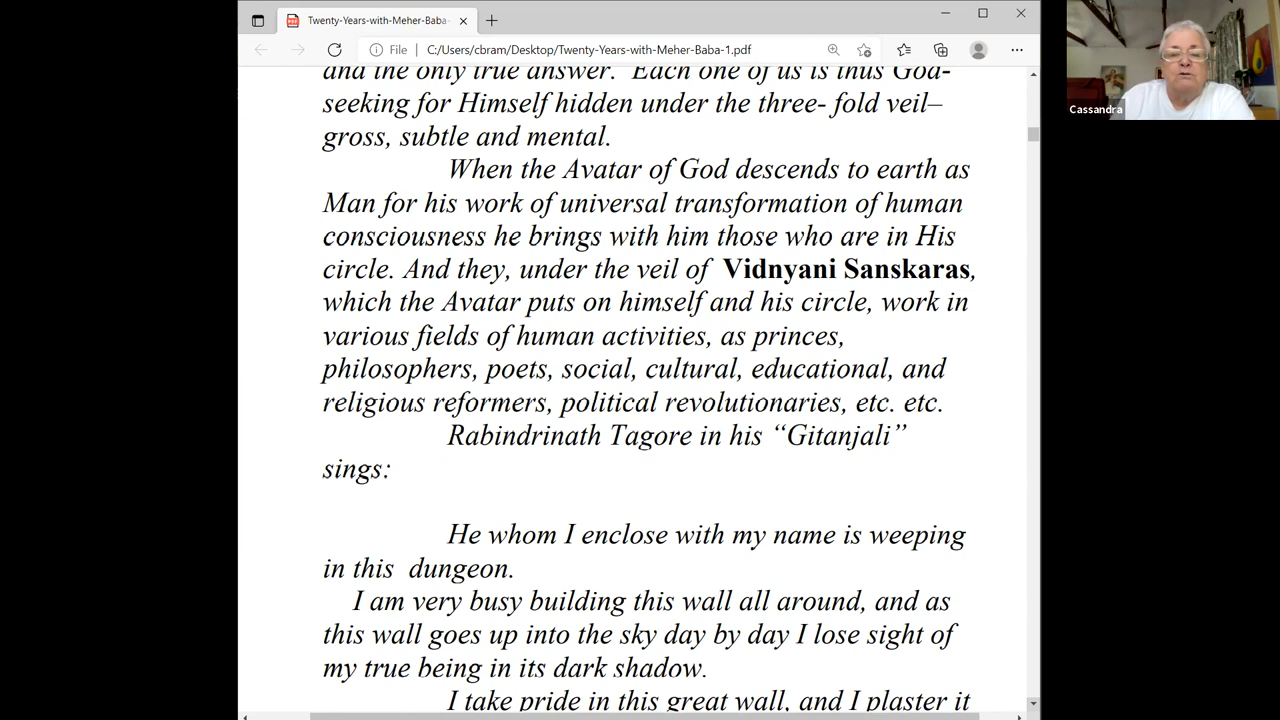 Twenty-Years-with-Meher-Baba-
File C:/Users/cbram/Desktop/Twenty-Years-with-Meher-Baba-1.pdf
Cassandra
and the only true answer. Each one of us is thus God-
seeking for Himself hidden under the three- fold veil–
gross, subtle and mental.
When the Avatar of God descends to earth as
Man for his work of universal transformation of human
consciousness he brings with him those who are in His
circle. And they, under the veil of Vidnyani Sanskaras,
which the Avatar puts on himself and his circle, work in
various fields of human activities, as princes,
philosophers, poets, social, cultural, educational, and
religious reformers, political revolutionaries, etc. etc.
Rabindrinath Tagore in his “Gitanjali”
sings:
He whom I enclose with my name is weeping
in this dungeon.
I am very busy building this wall all around, and as
this wall goes up into the sky day by day I lose sight of
my true being in its dark shadow.
I take pride in this great wall, and I plaster it